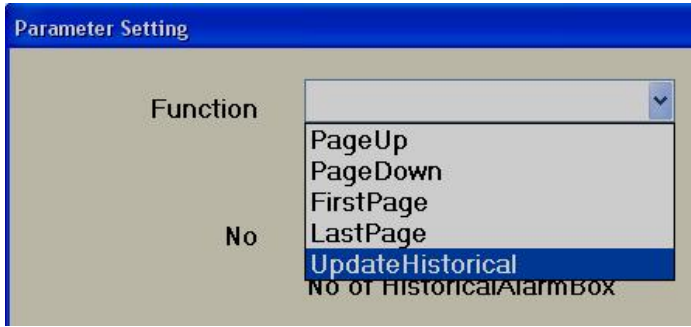 Parameter Setting
Function
PageUp
PageDown
FirstPage
No
LastPage
UpdateHistorical
No of HistoricalAlarmBox